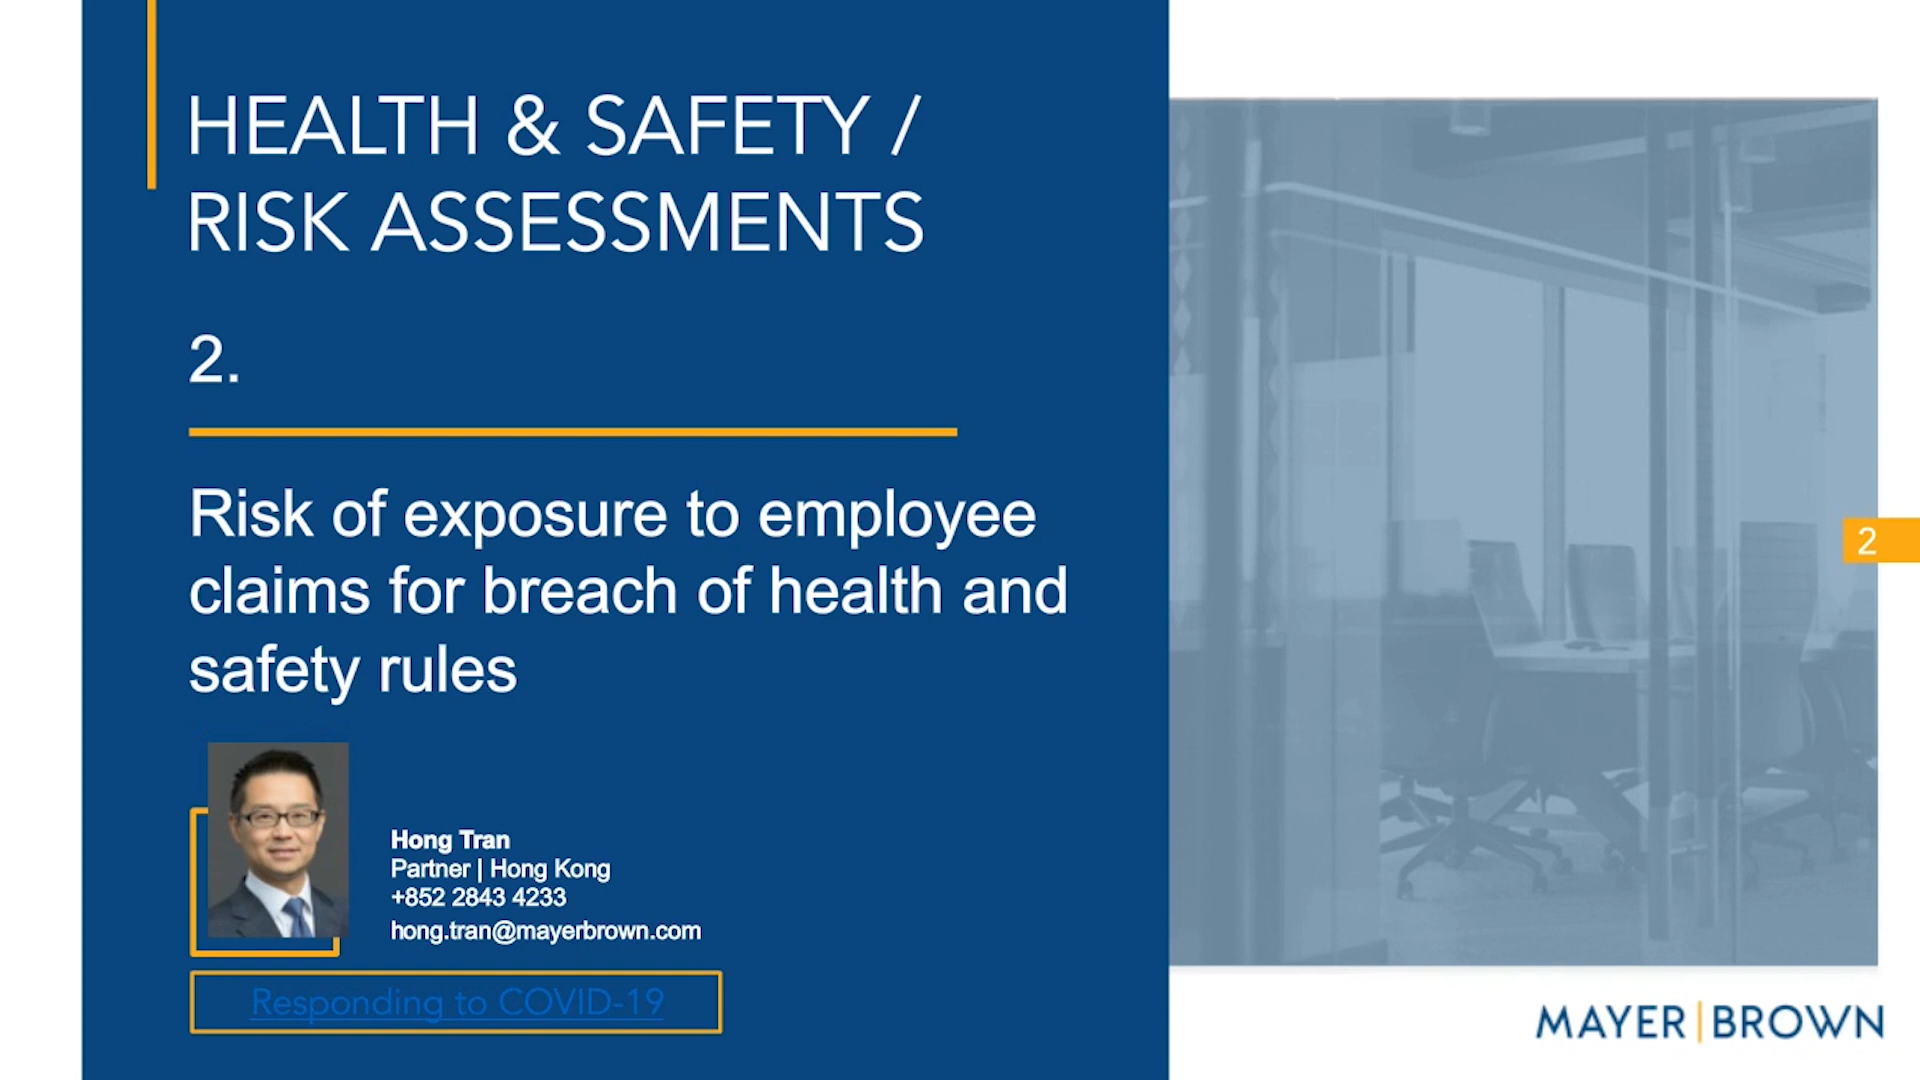 HEALTH & SAFETY /
RISK ASSESSMENTS
2.
Risk of exposure to employee
claims for breach of health and
safety rules
Hong Tran
Partner | Hong Kong
+852 2843 4233
hong.tran@mayerbrown.com
Responding to COVID-19
2
MAYER|BROWN